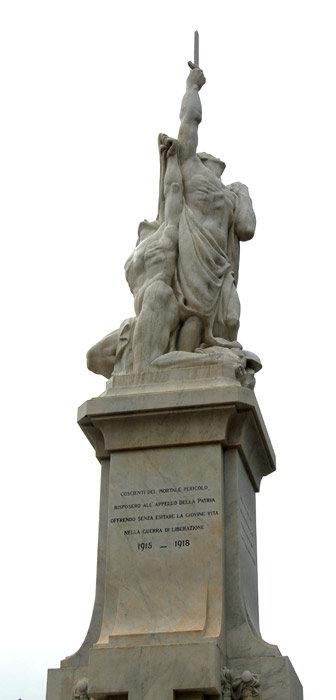 COSCIENTI DEL MORTALE PERICOLO
RISPOSERO ALL'APPELLO DELLA PATRIA
OFFRENDO SENZA ESITARE LA GIOVINE VITA
NELLA GUERRA DI LIBERAZIONE
1915 — 1918